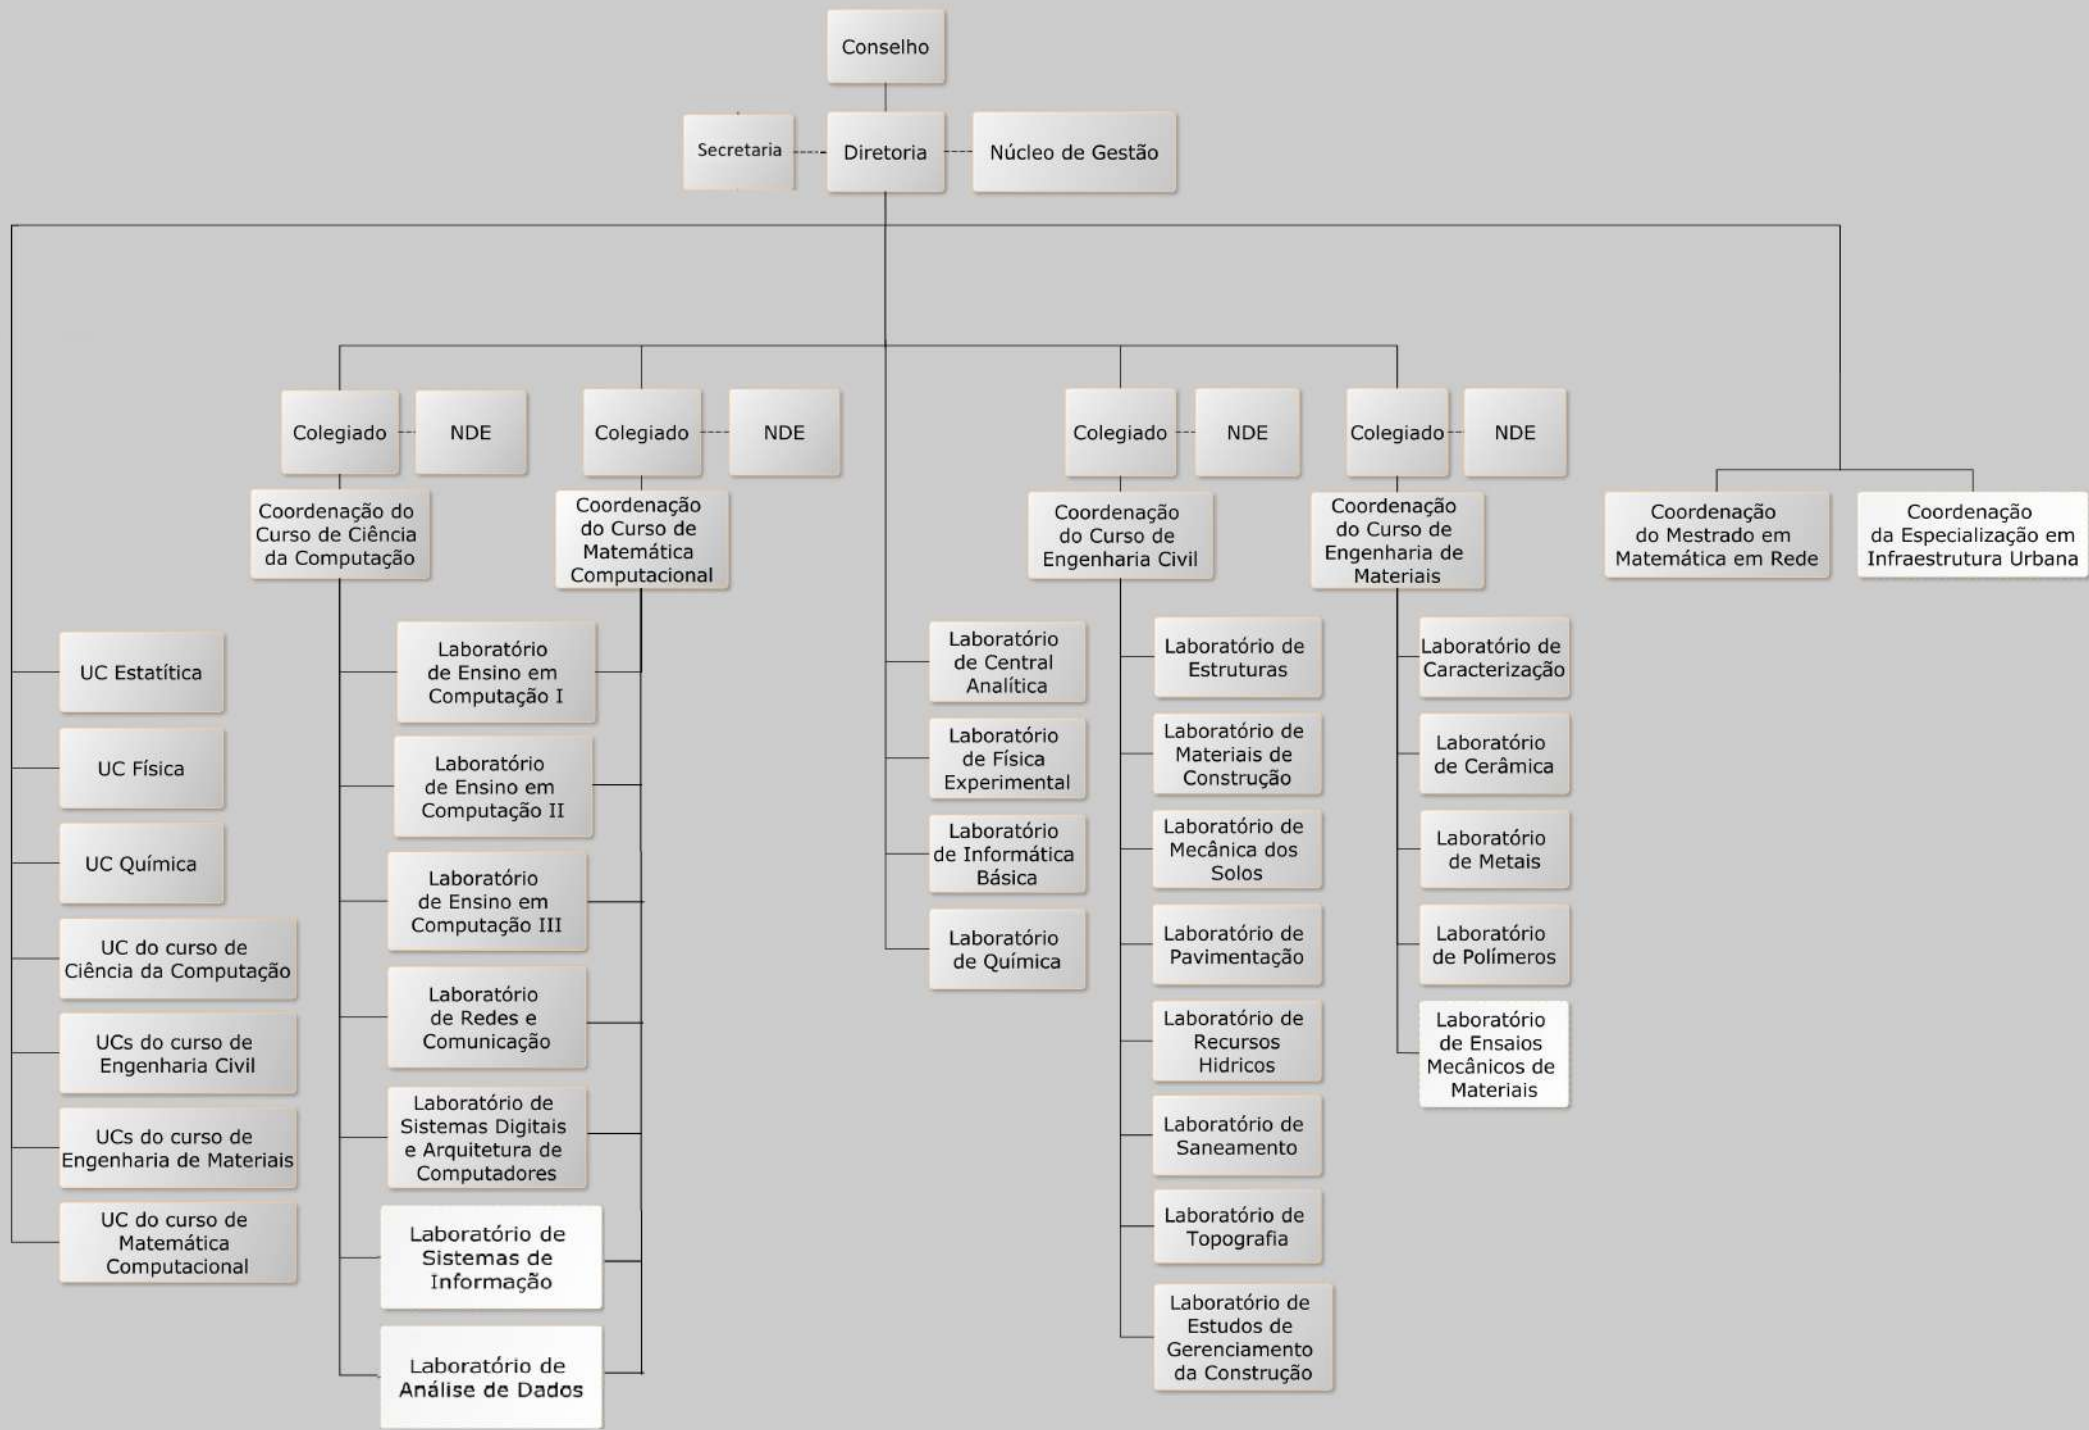 Conselho
Secretaria
Diretoria
Núcleo de Gestão
Colegiado
NDE
Colegiado
NDE
Colegiado
NDE
Colegiado
NDE
Coordenação do
Curso de Ciência
da Computação
Coordenação
do Curso de
Matemática
Computacional
Coordenação
do Curso de
Engenharia Civil
Coordenação
do Curso de
Engenharia de
Materiais
Coordenação
do Mestrado em
Matemática em Rede
Coordenação
da Especialização em
Infraestrutura Urbana
UC Estatítica
UC Física
UC Química
UC do curso de
Ciência da Computação
UCs do curso de
Engenharia Civil
UCs do curso de
Engenharia de Materiais
UC do curso de
Matemática
Computacional
Laboratório
de Ensino em
Computação I
Laboratório
de Ensino em
Computação II
Laboratório
de Ensino em
Computação III
Laboratório
de Redes e
Comunicação
Laboratório de
Sistemas Digitais
e Arquitetura de
Computadores
Laboratório de
Sistemas de
Informação
Laboratório de
Análise de Dados
Laboratório
de Central
Analítica
Laboratório
de Física
Experimental
Laboratório
de Informática
Básica
Laboratório
de Química
Laboratório de
Estruturas
Laboratório de
Materiais de
Construção
Laboratório de
Mecânica dos
Solos
Laboratório de
Pavimentação
Laboratório de
Recursos
Hidricos
Laboratório de
Saneamento
Laboratório de
Topografia
Laboratório de
Estudos de
Gerenciamento
da Construção
Laboratório de
Caracterização
Laboratório
de Cerâmica
Laboratório
de Metais
Laboratório
de Polímeros
Laboratório
de Ensaios
Mecânicos de
Materiais